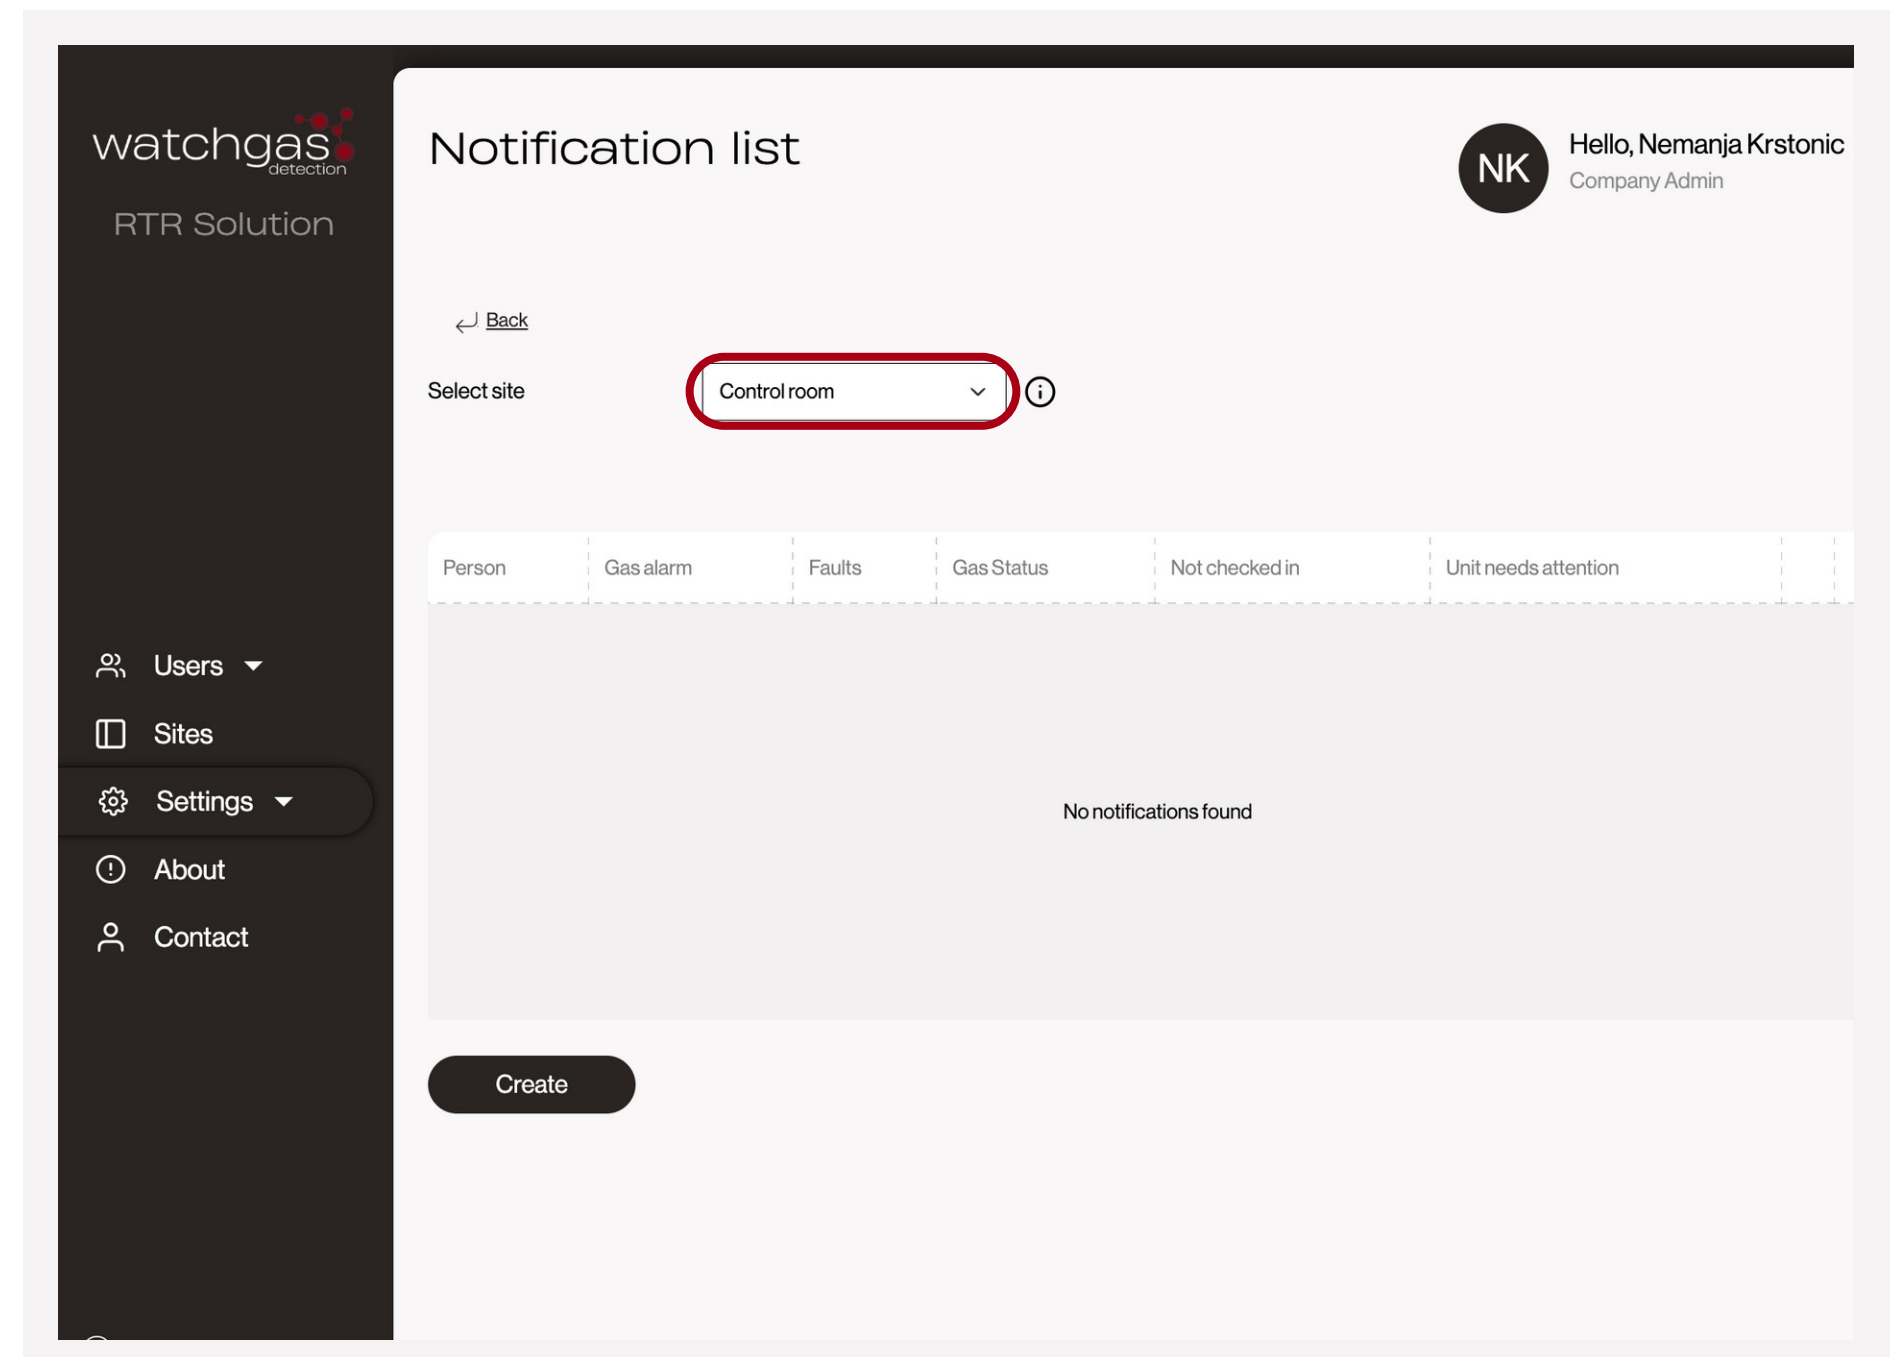 watchgas
detection
RTR Solution
Notification list
NK
Hello, Nemanja Krstonic
Company Admin
Back
Select site
Control room
Person
Gas alarm
Faults
Gas Status
Not checked in
Unit needs attention
Users
Sites
Settings
About
Contact
No notifications found
Create